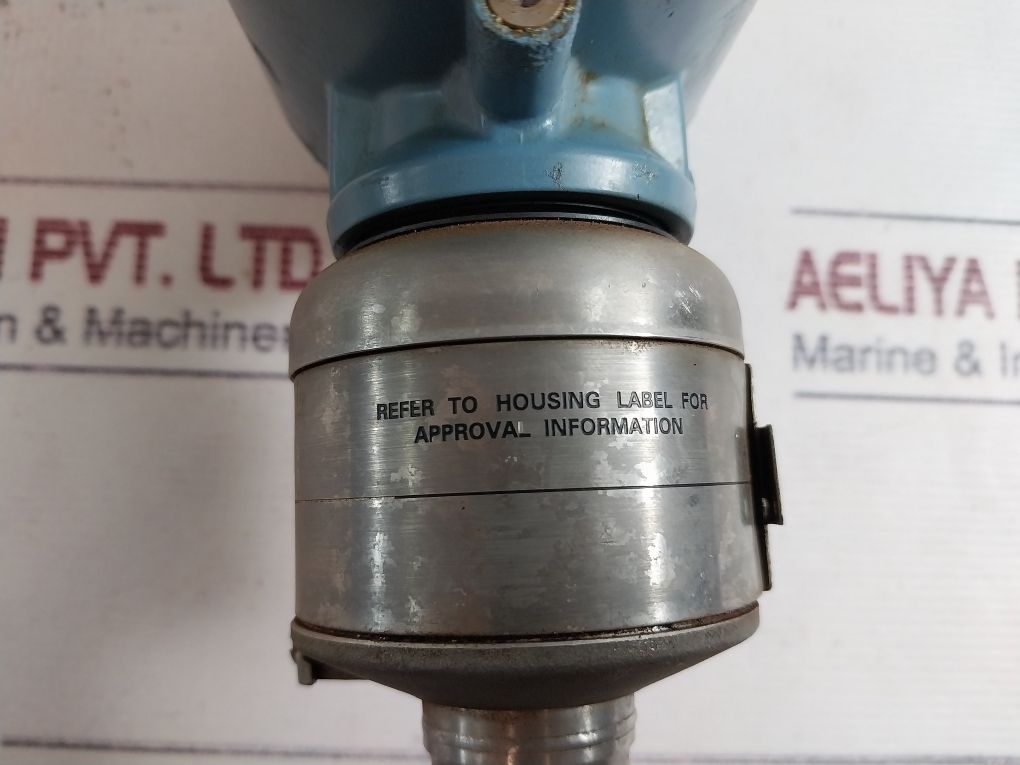 PVT. LTD
& Machine
AELIYA
Marine &
REFER TO HOUSING LABEL FOR
APPROVAL INFORMATION